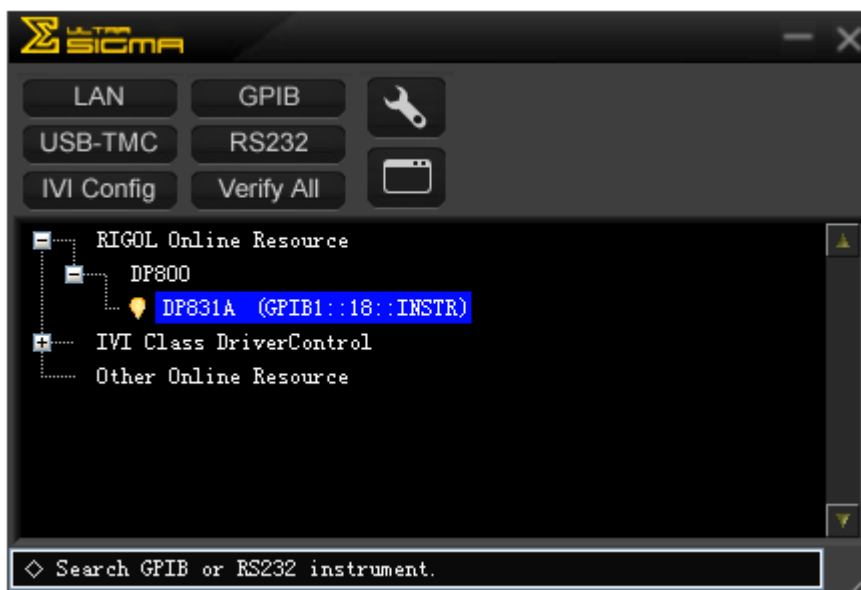 ULTRA
SIGMA
LAN GPIB
USB-TMC RS232
IVI Config Verify All
RIGOL Online Resource
DP800
DP831A (GPIB1::18::INSTR)
IVI Class DriverControl
Other Online Resource
Search GPIB or RS232 instrument.